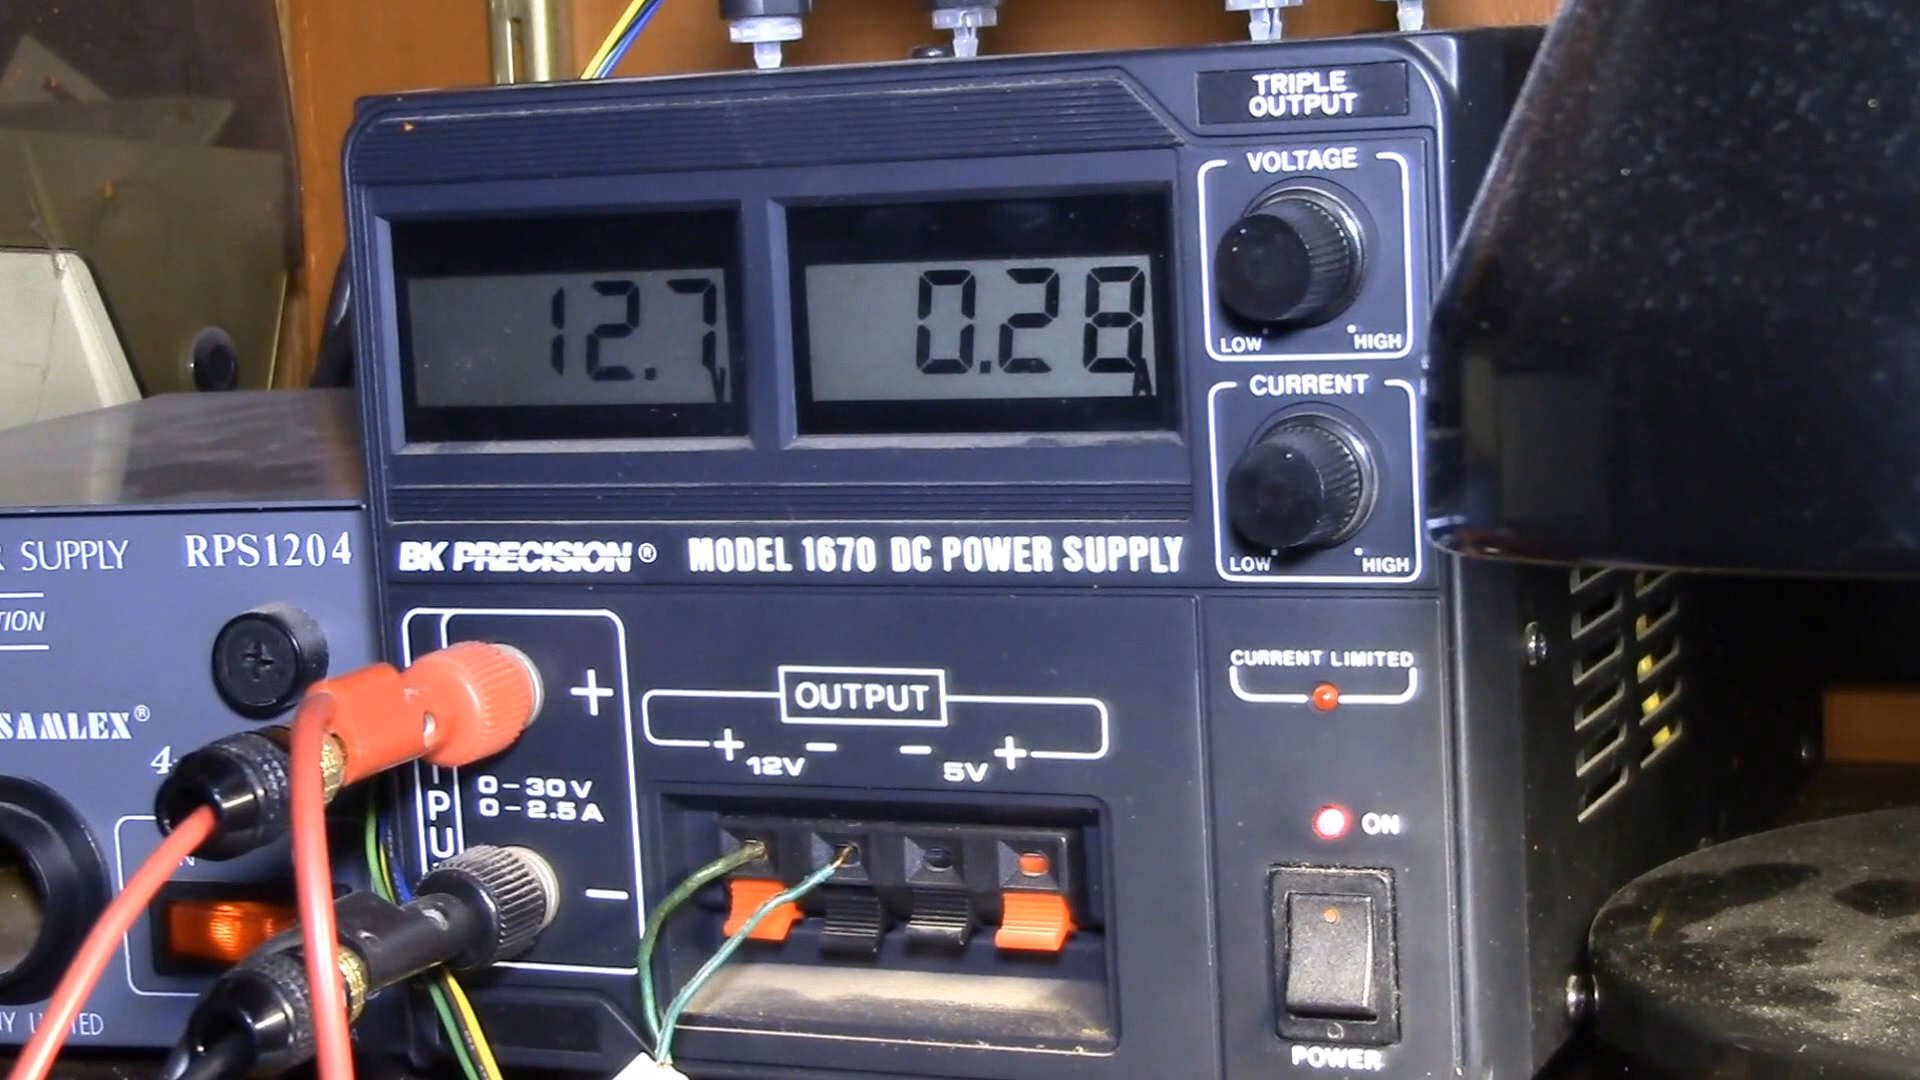 TRIPLE
OUTPUT
VOLTAGE
LOW
HIGH
12.7
0.28
CURRENT
LOW
HIGH
BK PRECISION® MODEL 1670 DC POWER SUPPLY
SUPPLY RPS1204
SAMLEX®
+
0-30V
0-2.5A
−
OUTPUT
+ − − +
12V 5V
CURRENT LIMITED
ON
POWER